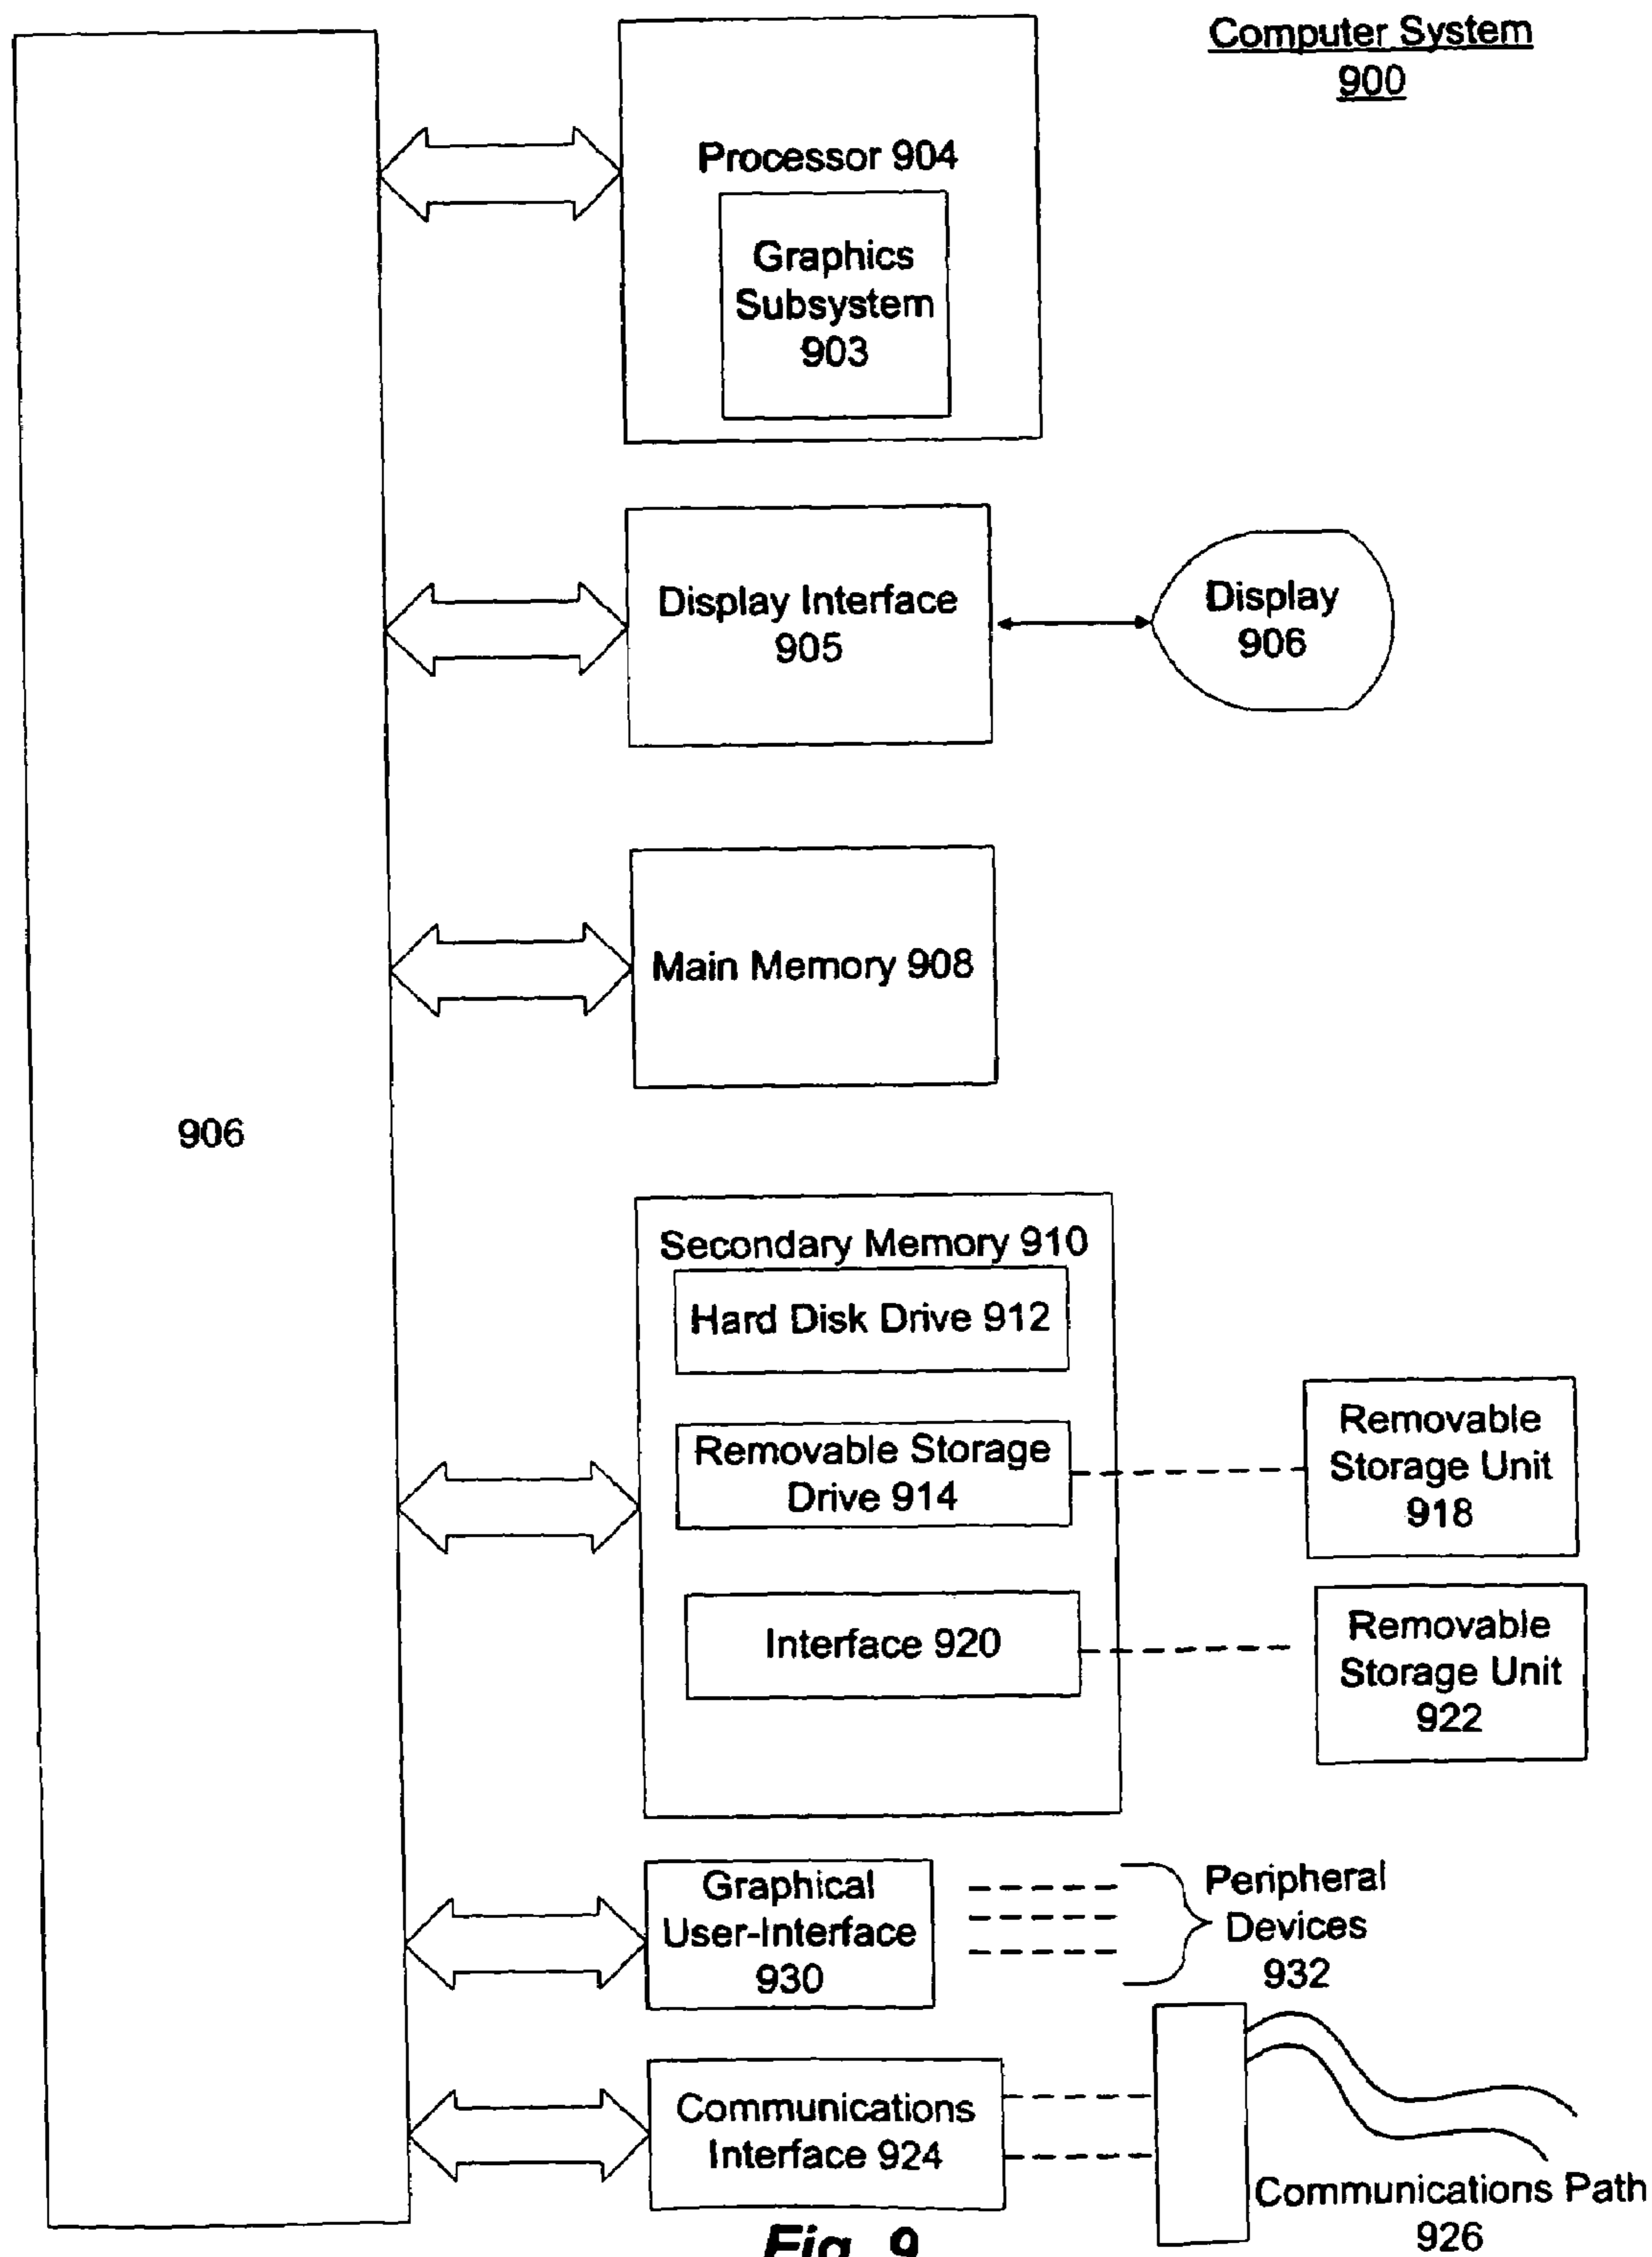 Computer System
900
Processor 904
Graphics
Subsystem
903
Display Interface
905
Display
906
Main Memory 908
906
Secondary Memory 910
Hard Disk Drive 912
Removable Storage
Drive 914
Removable
Storage Unit
918
Interface 920
Removable
Storage Unit
922
Graphical
User-Interface
930
Peripheral
Devices
932
Communications
Interface 924
Communications Path
926
Fig. 9